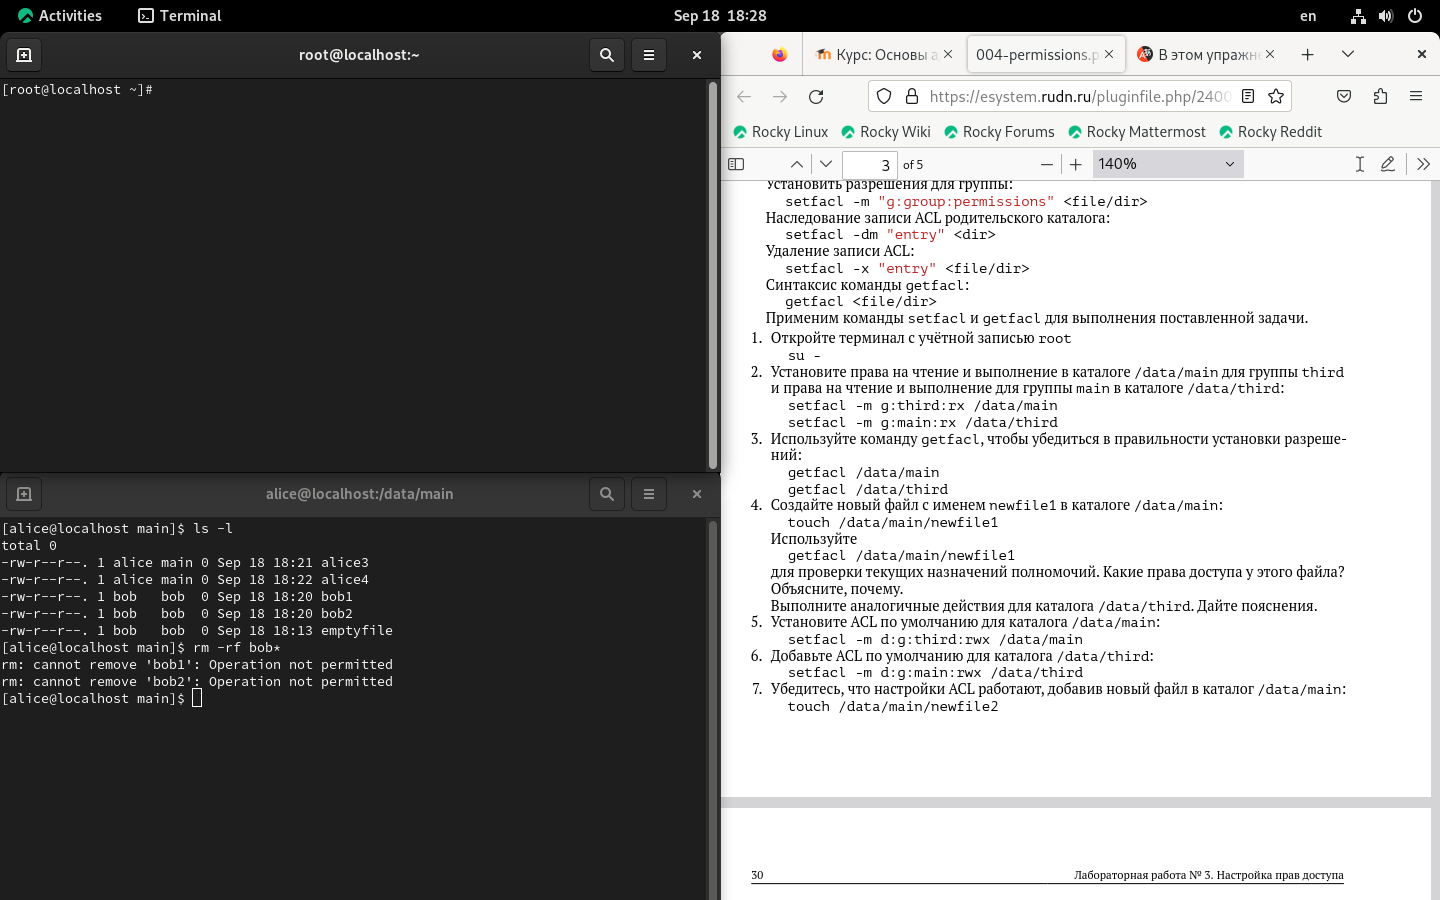 Activities Terminal Sep 18 18:28 en
root@localhost:~
[root@localhost ~]#
alice@localhost:/data/main
[alice@localhost main]$ ls -l
total 0
-rw-r--r--. 1 alice main 0 Sep 18 18:21 alice3
-rw-r--r--. 1 alice main 0 Sep 18 18:22 alice4
-rw-r--r--. 1 bob   bob  0 Sep 18 18:20 bob1
-rw-r--r--. 1 bob   bob  0 Sep 18 18:20 bob2
-rw-r--r--. 1 bob   bob  0 Sep 18 18:13 emptyfile
[alice@localhost main]$ rm -rf bob*
rm: cannot remove 'bob1': Operation not permitted
rm: cannot remove 'bob2': Operation not permitted
[alice@localhost main]$
Курс: Основы а 004-permissions.p В этом упражн
https://esystem.rudn.ru/pluginfile.php/2400
Rocky Linux Rocky Wiki Rocky Forums Rocky Mattermost Rocky Reddit
3 of 5 140%
Установить разрешения для группы:
setfacl -m "g:group:permissions" <file/dir>
Наследование записи ACL родительского каталога:
setfacl -dm "entry" <dir>
Удаление записи ACL:
setfacl -x "entry" <file/dir>
Синтаксис команды getfacl:
getfacl <file/dir>
Применим команды setfacl и getfacl для выполнения поставленной задачи.
1. Откройте терминал с учётной записью root
su -
2. Установите права на чтение и выполнение в каталоге /data/main для группы third
и права на чтение и выполнение для группы main в каталоге /data/third:
setfacl -m g:third:rx /data/main
setfacl -m g:main:rx /data/third
3. Используйте команду getfacl, чтобы убедиться в правильности установки разреше-
ний:
getfacl /data/main
getfacl /data/third
4. Создайте новый файл с именем newfile1 в каталоге /data/main:
touch /data/main/newfile1
Используйте
getfacl /data/main/newfile1
для проверки текущих назначений полномочий. Какие права доступа у этого файла?
Объясните, почему.
Выполните аналогичные действия для каталога /data/third. Дайте пояснения.
5. Установите ACL по умолчанию для каталога /data/main:
setfacl -m d:g:third:rwx /data/main
6. Добавьте ACL по умолчанию для каталога /data/third:
setfacl -m d:g:main:rwx /data/third
7. Убедитесь, что настройки ACL работают, добавив новый файл в каталог /data/main:
touch /data/main/newfile2
30 Лабораторная работа № 3. Настройка прав доступа